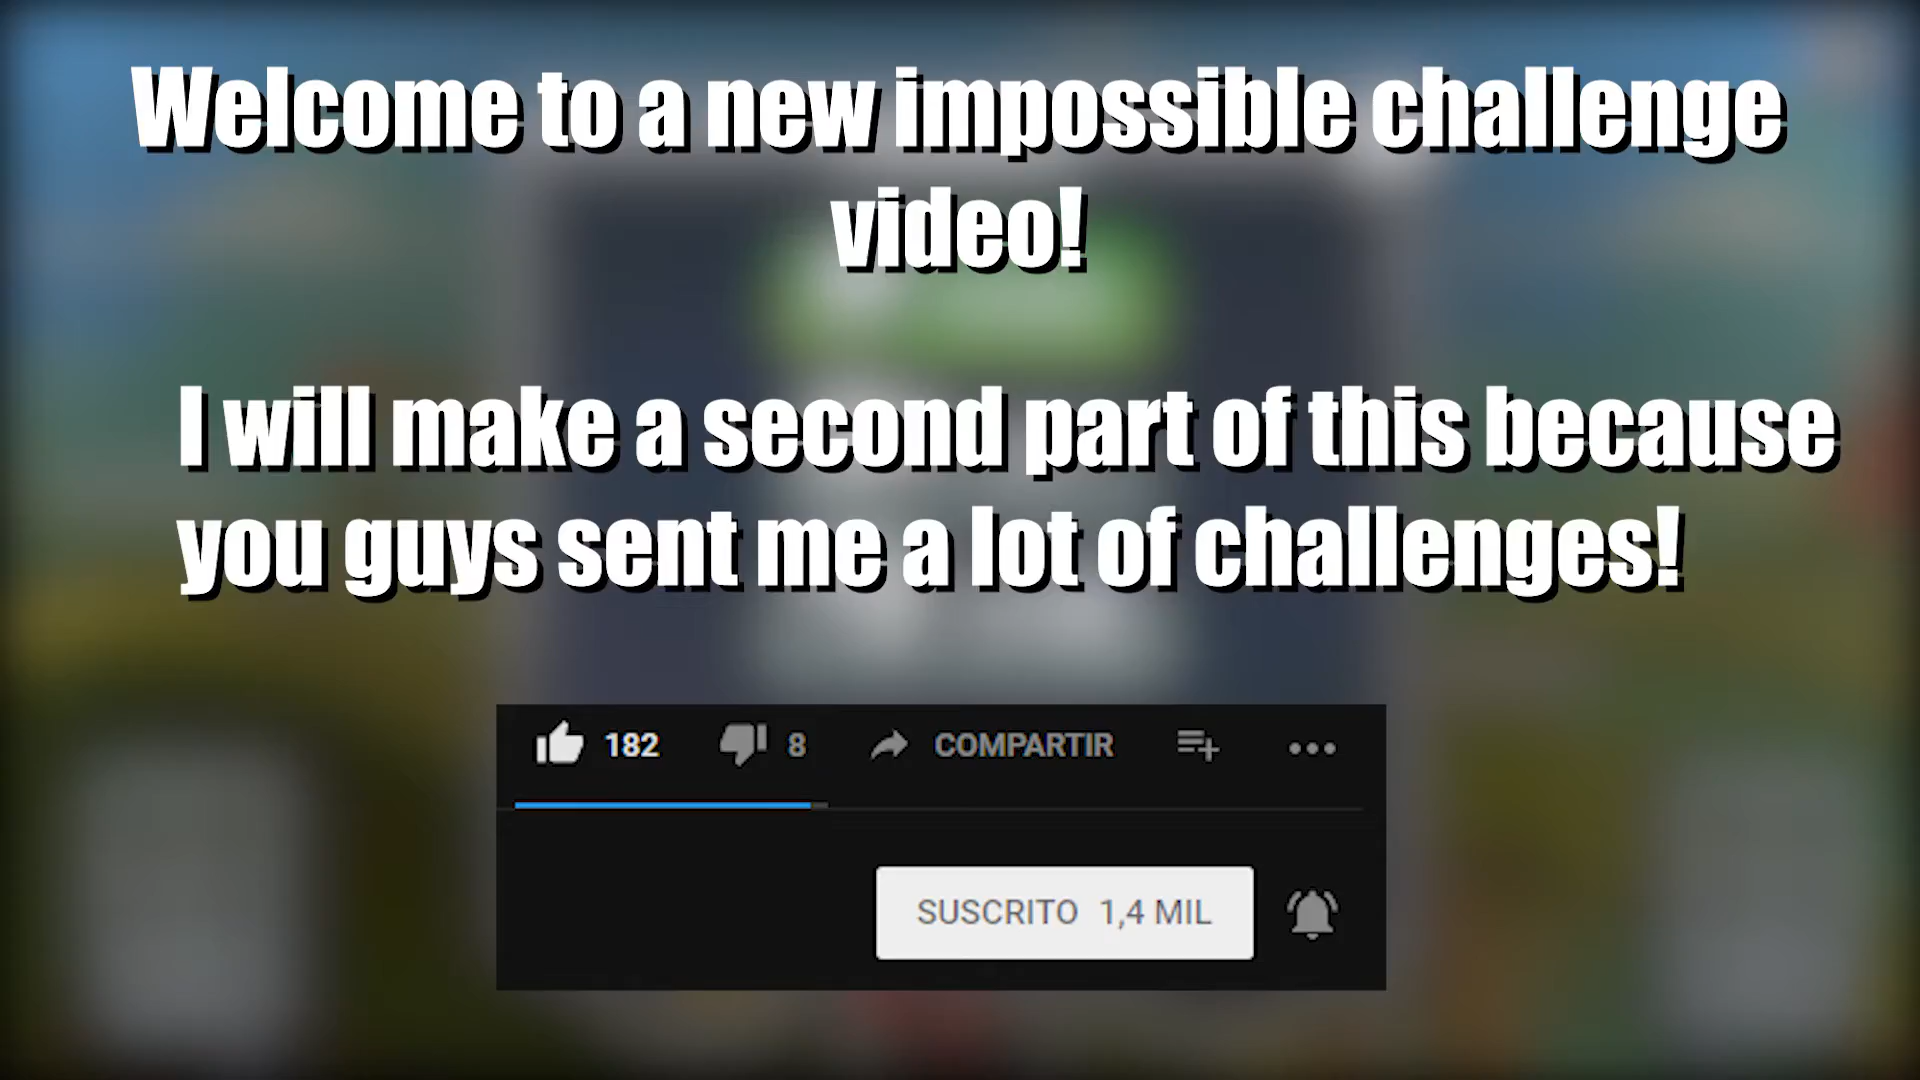 Welcome to a new impossible challenge
video!
I will make a second part of this because
you guys sent me a lot of challenges!
182 8 COMPARTIR
SUSCRITO 1,4 MIL